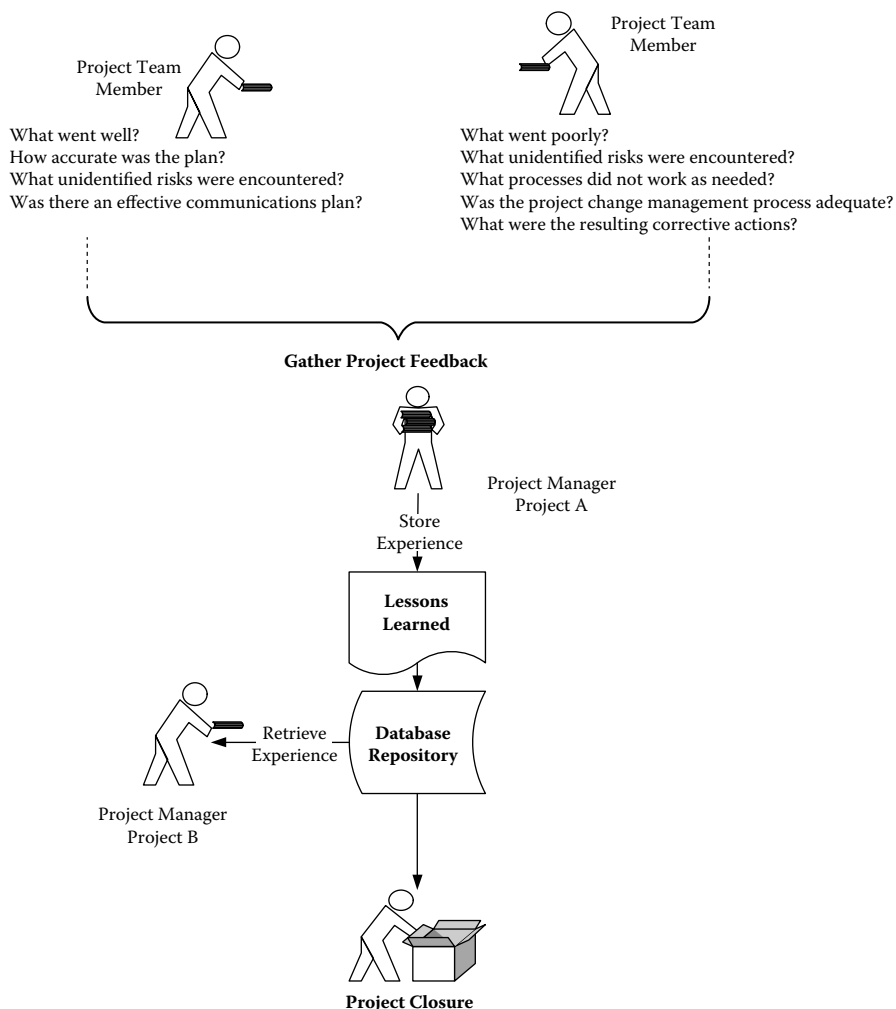 Project Team
Member
What went well?
How accurate was the plan?
What unidentified risks were encountered?
Was there an effective communications plan?
Project Team
Member
What went poorly?
What unidentified risks were encountered?
What processes did not work as needed?
Was the project change management process adequate?
What were the resulting corrective actions?
Gather Project Feedback
Project Manager
Project A
Store
Experience
Lessons
Learned
Database
Repository
Retrieve
Experience
Project Manager
Project B
Project Closure